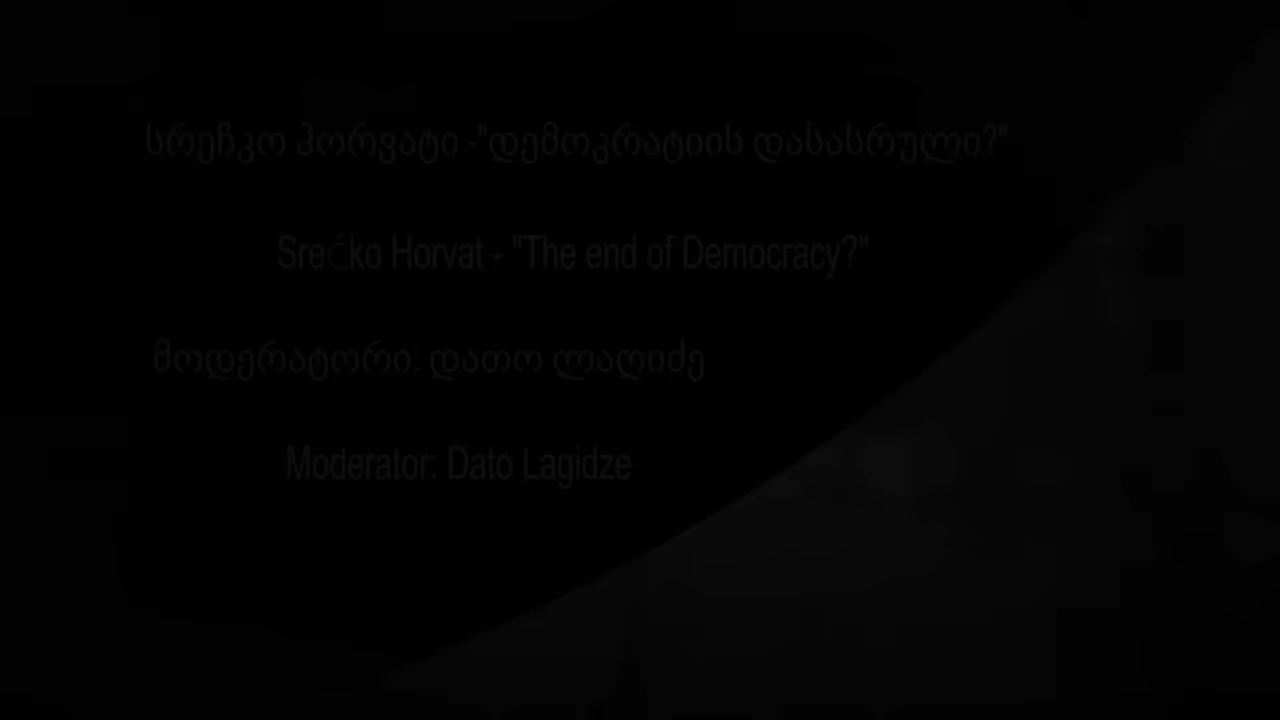 სრეჩკო ჰორვატი -"დემოკრატიის დასასრული?"
Srećko Horvat - "The end of Democracy?"
მოდერატორი: დათო ლაღიძე
Moderator: Dato Lagidze